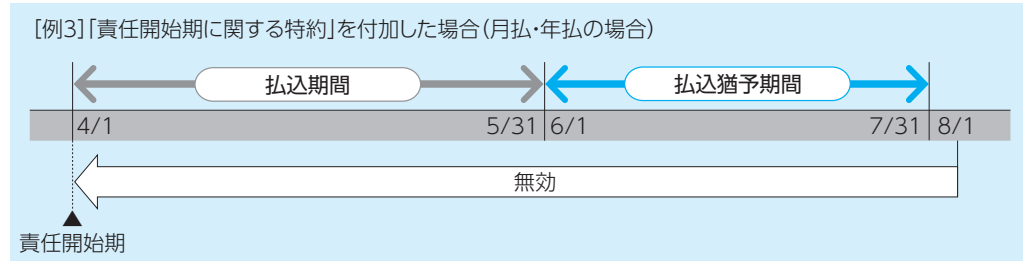 [例3]「責任開始期に関する特約」を付加した場合(月払・年払の場合)
払込期間 払込猶予期間
4/1 5/31 6/1 7/31 8/1
無効
責任開始期